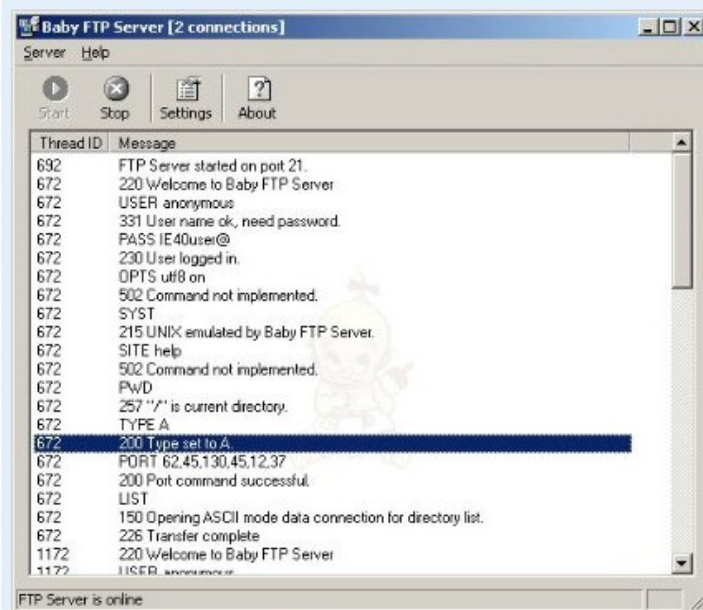 Baby FTP Server [2 connections]
Server Help
Start Stop Settings About
Thread ID Message
692 FTP Server started on port 21.
672 220 Welcome to Baby FTP Server
672 USER anonymous
672 331 User name ok, need password.
672 PASS IE40user@
672 230 User logged in.
672 OPTS utf8 on
672 502 Command not implemented.
672 SYST
672 215 UNIX emulated by Baby FTP Server.
672 SITE help
672 502 Command not implemented.
672 PWD
672 257 "/" is current directory.
672 TYPE A
672 200 Type set to A.
672 PORT 62,45,130,45,12,37
672 200 Port command successful.
672 LIST
672 150 Opening ASCII mode data connection for directory list.
672 226 Transfer complete
1172 220 Welcome to Baby FTP Server
1172 USER anonymous
FTP Server is online